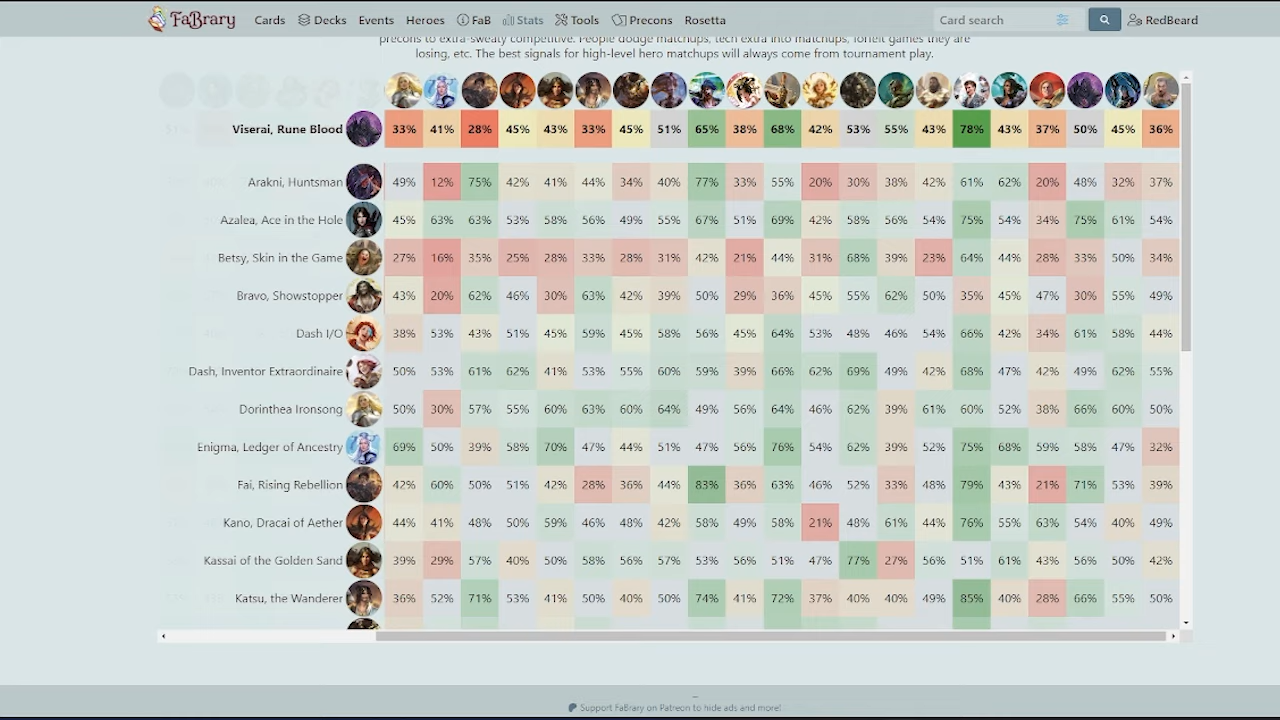 FaBrary Cards Decks Events Heroes FaB Stats Tools Precons Rosetta Card search RedBeard
precons to extra-sweaty competitive. People dodge matchups, tech extra into matchups, forfeit games they are
losing, etc. The best signals for high-level hero matchups will always come from tournament play.
Viserai, Rune Blood 33% 41% 28% 45% 43% 33% 45% 51% 65% 38% 68% 42% 53% 55% 43% 78% 43% 37% 50% 45% 36%
Arakni, Huntsman 49% 12% 75% 42% 41% 44% 34% 40% 77% 33% 55% 20% 30% 38% 42% 61% 62% 20% 48% 32% 37%
Azalea, Ace in the Hole 45% 63% 63% 53% 58% 56% 49% 55% 67% 51% 69% 42% 58% 56% 54% 75% 54% 34% 75% 61% 54%
Betsy, Skin in the Game 27% 16% 35% 25% 28% 33% 28% 31% 42% 21% 44% 31% 68% 39% 23% 64% 44% 28% 33% 50% 34%
Bravo, Showstopper 43% 20% 62% 46% 30% 63% 42% 39% 50% 29% 36% 45% 55% 62% 50% 35% 45% 47% 30% 55% 49%
Dash I/O 38% 53% 43% 51% 45% 59% 45% 58% 56% 45% 64% 53% 48% 46% 54% 66% 42% 34% 61% 58% 44%
Dash, Inventor Extraordinaire 50% 53% 61% 62% 41% 53% 55% 60% 59% 39% 66% 62% 69% 49% 42% 68% 47% 42% 49% 62% 55%
Dorinthea Ironsong 50% 30% 57% 55% 60% 63% 60% 64% 49% 56% 64% 46% 62% 39% 61% 60% 52% 38% 66% 60% 50%
Enigma, Ledger of Ancestry 69% 50% 39% 58% 70% 47% 44% 51% 47% 56% 76% 54% 62% 39% 52% 75% 68% 59% 58% 47% 32%
Fai, Rising Rebellion 42% 60% 50% 51% 42% 28% 36% 44% 83% 36% 63% 46% 52% 33% 48% 79% 43% 21% 71% 53% 39%
Kano, Dracai of Aether 44% 41% 48% 50% 59% 46% 48% 42% 58% 49% 58% 21% 48% 61% 44% 76% 55% 63% 54% 40% 49%
Kassai of the Golden Sand 39% 29% 57% 40% 50% 58% 56% 57% 53% 56% 51% 47% 77% 27% 56% 51% 61% 43% 56% 50% 42%
Katsu, the Wanderer 36% 52% 71% 53% 41% 50% 40% 50% 74% 41% 72% 37% 40% 40% 49% 85% 40% 28% 66% 55% 50%
Support FaBrary on Patreon to hide ads and more!